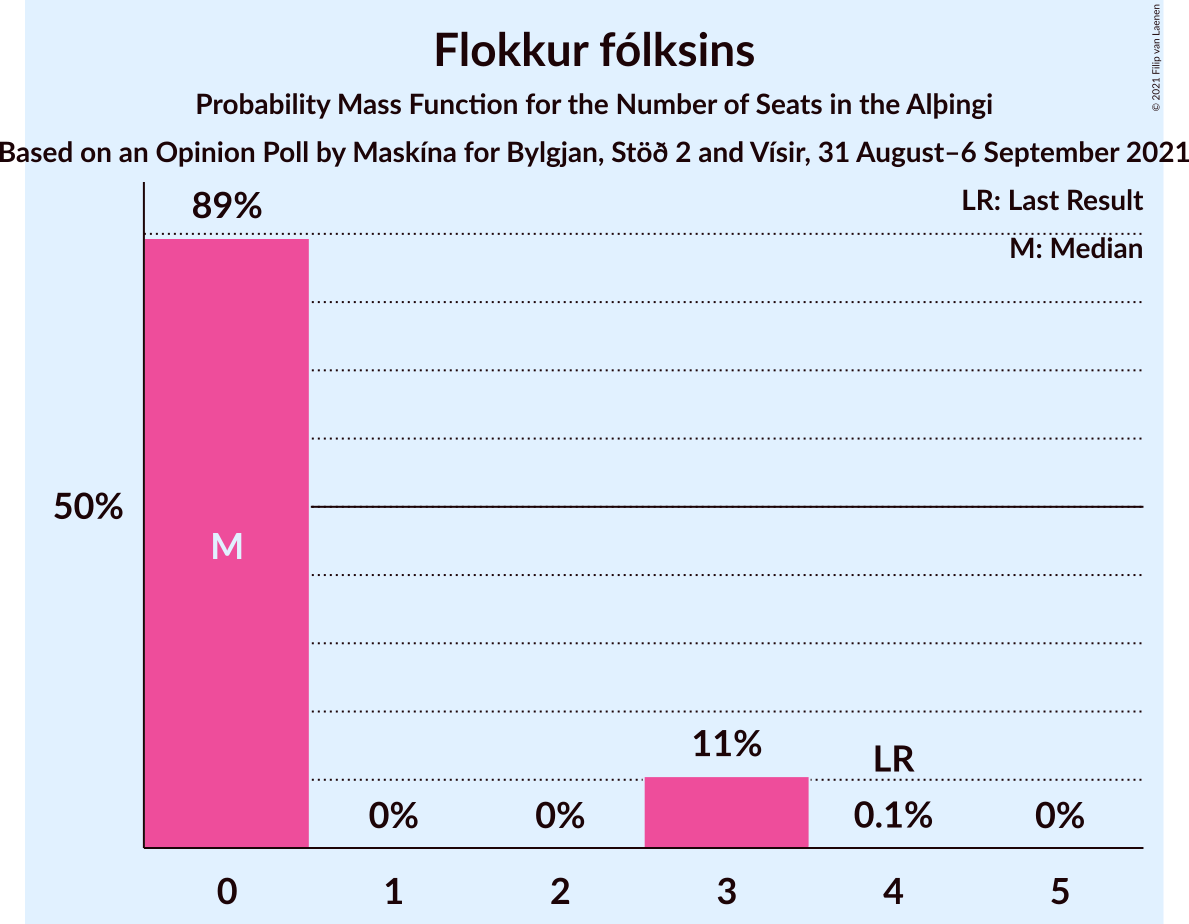 Flokkur fólksins
Probability Mass Function for the Number of Seats in the Alþingi
Based on an Opinion Poll by Maskína for Bylgjan, Stöð 2 and Vísir, 31 August–6 September 2021
© 2021 Filip van Laenen
LR: Last Result
M: Median
89%
50%
M
11%
LR
0%
0%
0.1%
0%
0
1
2
3
4
5